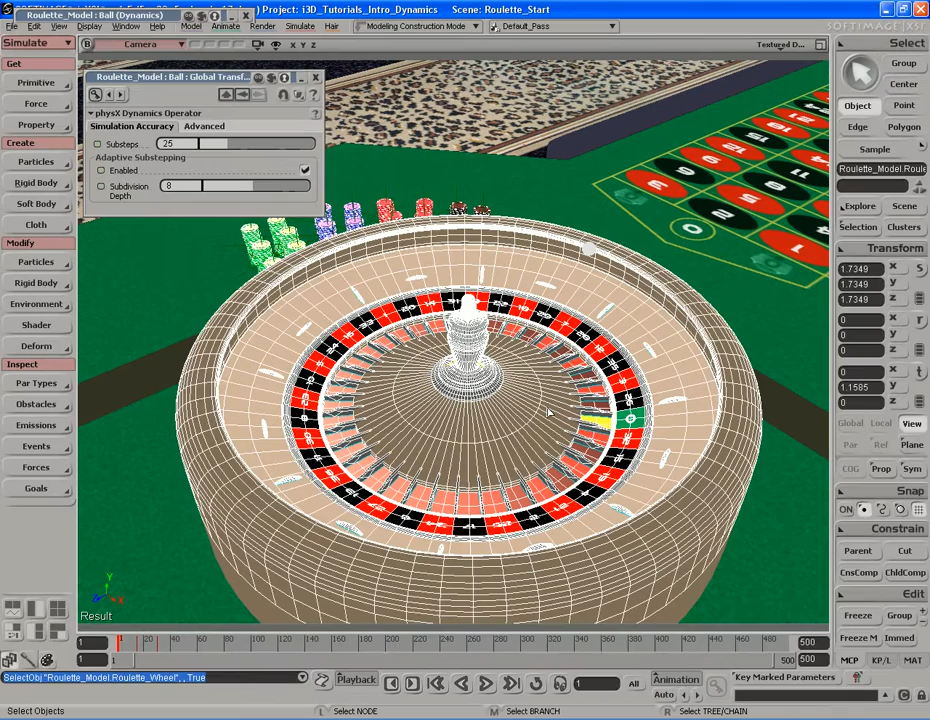 Roulette_Model : Ball (Dynamics)
Project: i3D_Tutorials_Intro_Dynamics Scene: Roulette_Start
File Edit View Display Window Model Animate Render Simulate Hair
Modeling Construction Mode
Default_Pass
SOFTIMAGE | XSI
Simulate
B
Camera
X Y Z
Textured D...
Select
Get
Primitive
Force
Property
Create
Particles
Rigid Body
Soft Body
Cloth
Modify
Particles
Rigid Body
Environment
Shader
Deform
Inspect
Par Types
Obstacles
Emissions
Events
Forces
Goals
Roulette_Model : Ball : Global Transf...
physX Dynamics Operator
Simulation Accuracy Advanced
Substeps 25
Adaptive Substepping
Enabled
Subdivision Depth 8
Group
Center
Object Point
Edge Polygon
Sample
Roulette_Model.Roule
Explore Scene
Selection Clusters
Transform
1.7349 x s
1.7349 y
1.7349 z
0 x r
0 y
0 z
0 x t
1.1585 y
0 z
Global Local View
Par Ref Plane
COG Prop Sym
Snap
ON
Constrain
Parent Cut
CnsComp ChldComp
Edit
Freeze Group
Freeze M Immed
MCP KP/L MAT
Y
X
Z
Result
1 1 20 40 60 80 100 120 140 160 180 200 220 240 260 280 300 320 340 360 380 400 420 440 460 480 500
1 1 500 500
SelectObj "Roulette_Model.Roulette_Wheel", , True
Playback
1
All
Animation
Auto
Key Marked Parameters
Select Objects
L Select NODE
M Select BRANCH
R Select TREE/CHAIN